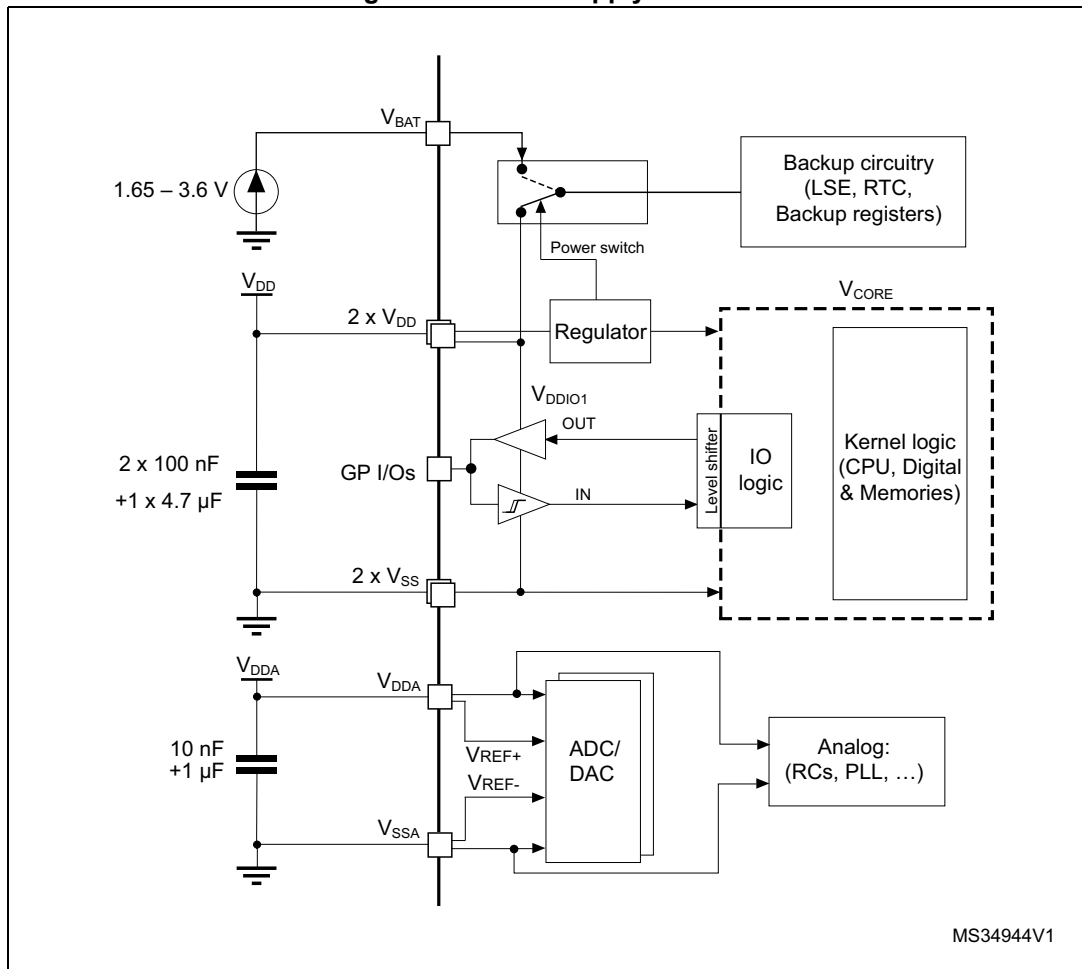 V_BAT
1.65 – 3.6 V
Backup circuitry
(LSE, RTC,
Backup registers)
Power switch
V_DD
2 x V_DD
Regulator
V_CORE
V_DDIO1
OUT
GP I/Os
IN
Level shifter
IO
logic
Kernel logic
(CPU, Digital
& Memories)
2 x 100 nF
+1 x 4.7 μF
2 x V_SS
V_DDA
V_DDA
10 nF
+1 μF
VREF+
VREF-
ADC/
DAC
Analog:
(RCs, PLL, …)
V_SSA
MS34944V1